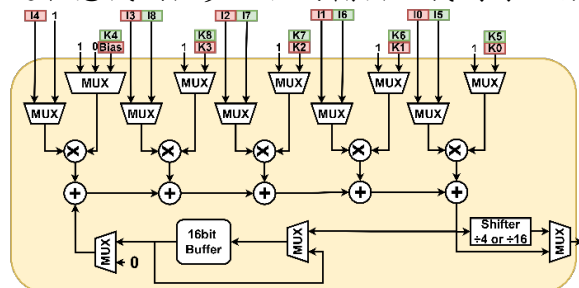 I4 1 I3 I8 I2 I7 I1 I6 I0 I5
1 0 K4 Bias 1 K8 K3 1 K7 K2 1 K6 K1 1 K5 K0
MUX MUX MUX MUX MUX
MUX MUX MUX MUX MUX
× × × × ×
+ + + + +
MUX 0 16bit Buffer MUX Shifter ÷4 or ÷16 MUX